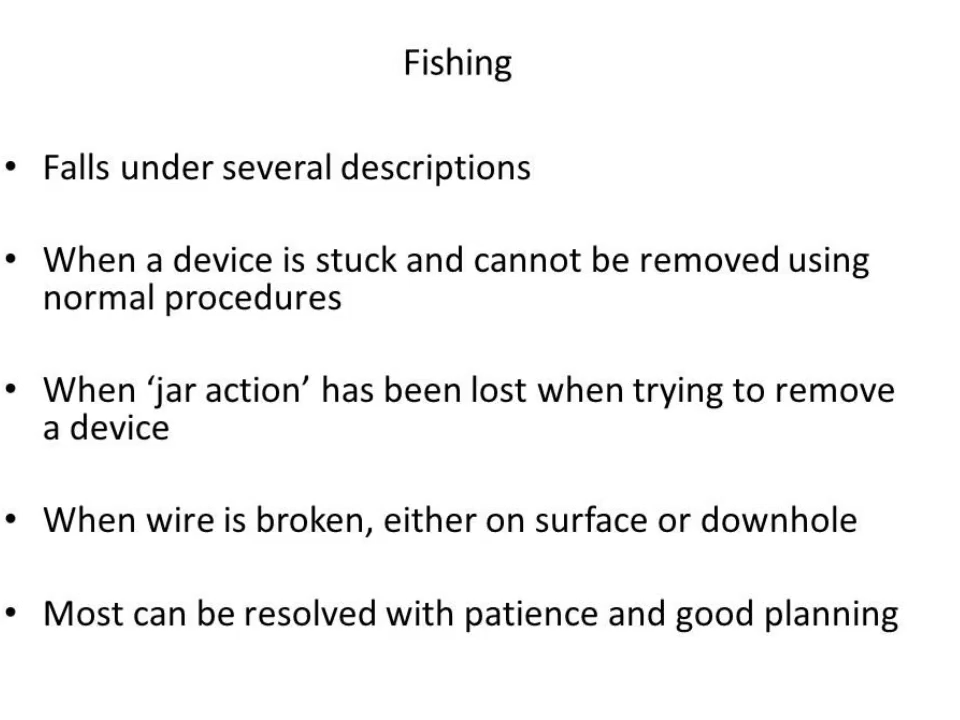 Fishing
• Falls under several descriptions
• When a device is stuck and cannot be removed using
normal procedures
• When ‘jar action’ has been lost when trying to remove
a device
• When wire is broken, either on surface or downhole
• Most can be resolved with patience and good planning